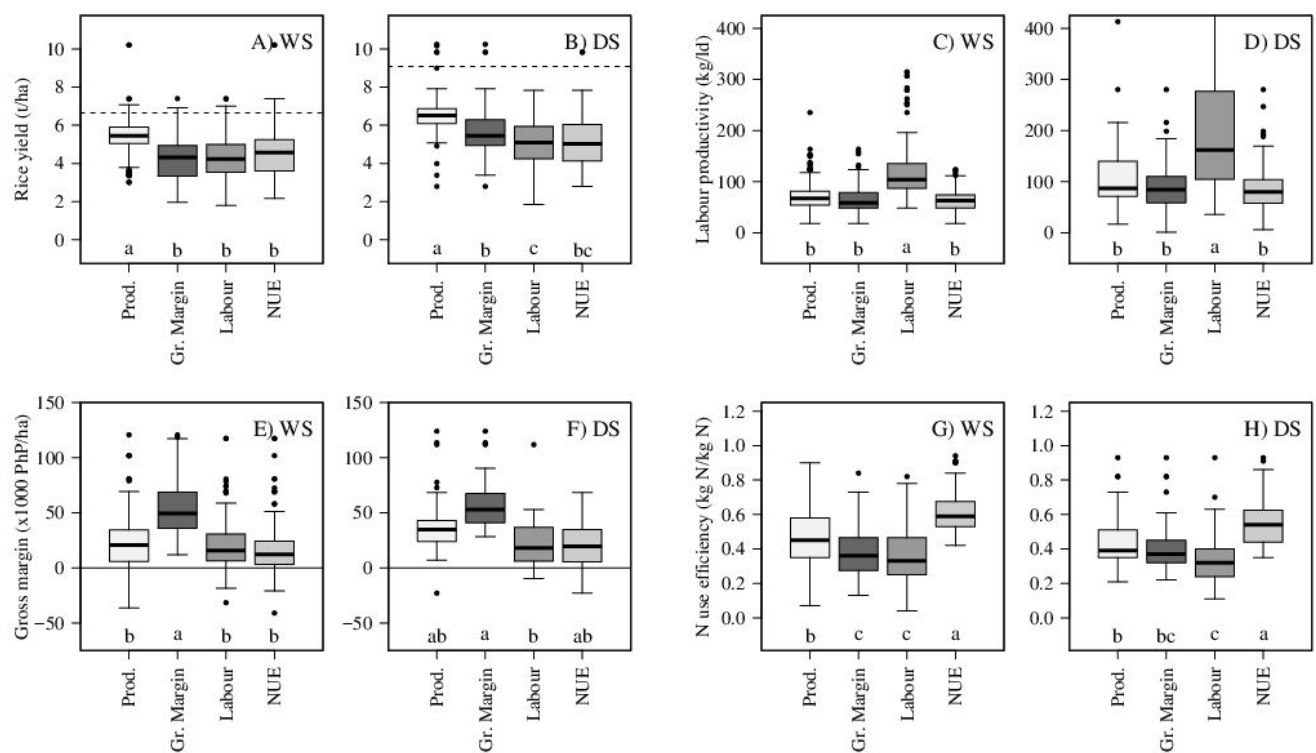 A) WS
B) DS
Rice yield (t/ha)
10
8
6
4
2
0
10
8
6
4
2
0
a b b b
a b c bc
Prod.
Gr. Margin
Labour
NUE
Prod.
Gr. Margin
Labour
NUE
C) WS
D) DS
Labour productivity (kg/ld)
400
300
200
100
0
400
300
200
100
0
b b a b
b b a b
Prod.
Gr. Margin
Labour
NUE
Prod.
Gr. Margin
Labour
NUE
E) WS
F) DS
Gross margin (x1000 PhP/ha)
150
100
50
0
−50
150
100
50
0
−50
b a b b
ab a b ab
Prod.
Gr. Margin
Labour
NUE
Prod.
Gr. Margin
Labour
NUE
G) WS
H) DS
N use efficiency (kg N/kg N)
1.2
1.0
0.8
0.6
0.4
0.2
0.0
1.2
1.0
0.8
0.6
0.4
0.2
0.0
b c c a
b bc c a
Prod.
Gr. Margin
Labour
NUE
Prod.
Gr. Margin
Labour
NUE